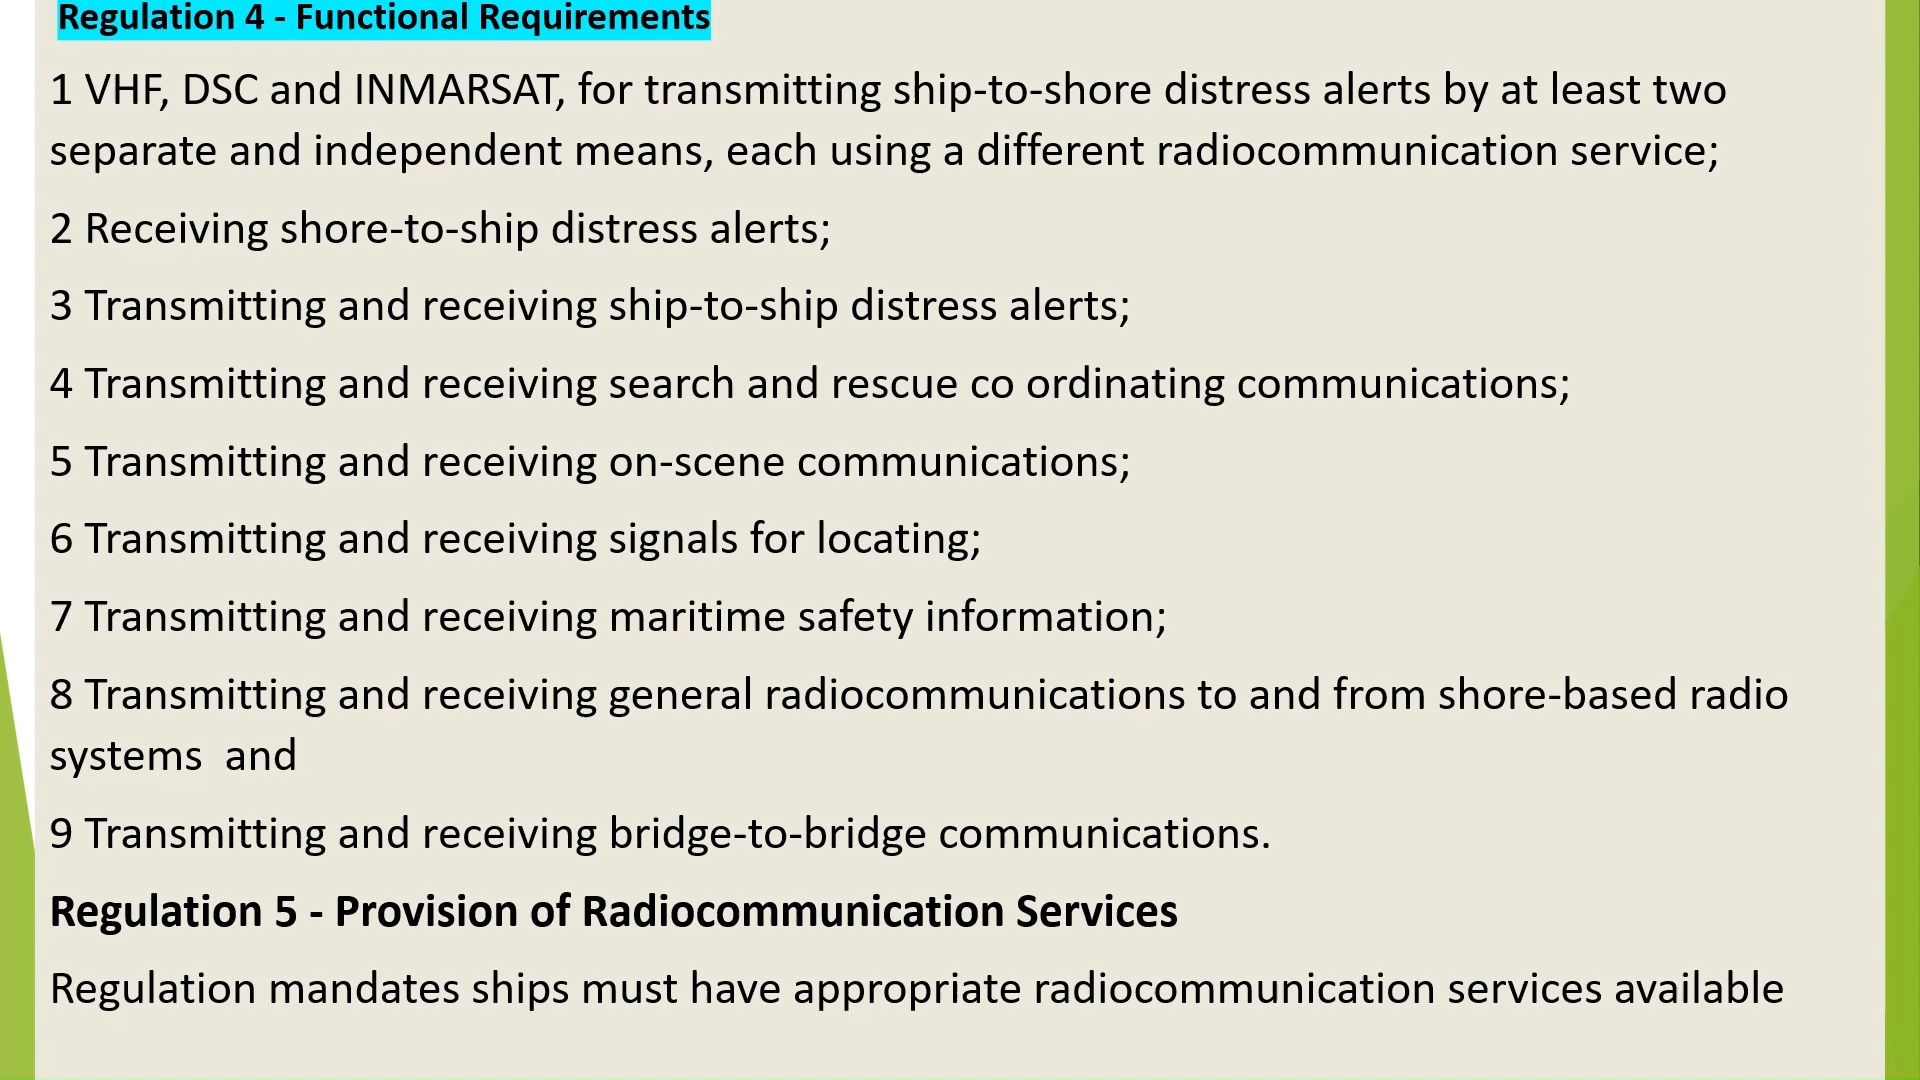 Regulation 4 - Functional Requirements
1 VHF, DSC and INMARSAT, for transmitting ship-to-shore distress alerts by at least two
separate and independent means, each using a different radiocommunication service;
2 Receiving shore-to-ship distress alerts;
3 Transmitting and receiving ship-to-ship distress alerts;
4 Transmitting and receiving search and rescue co ordinating communications;
5 Transmitting and receiving on-scene communications;
6 Transmitting and receiving signals for locating;
7 Transmitting and receiving maritime safety information;
8 Transmitting and receiving general radiocommunications to and from shore-based radio
systems  and
9 Transmitting and receiving bridge-to-bridge communications.
Regulation 5 - Provision of Radiocommunication Services
Regulation mandates ships must have appropriate radiocommunication services available